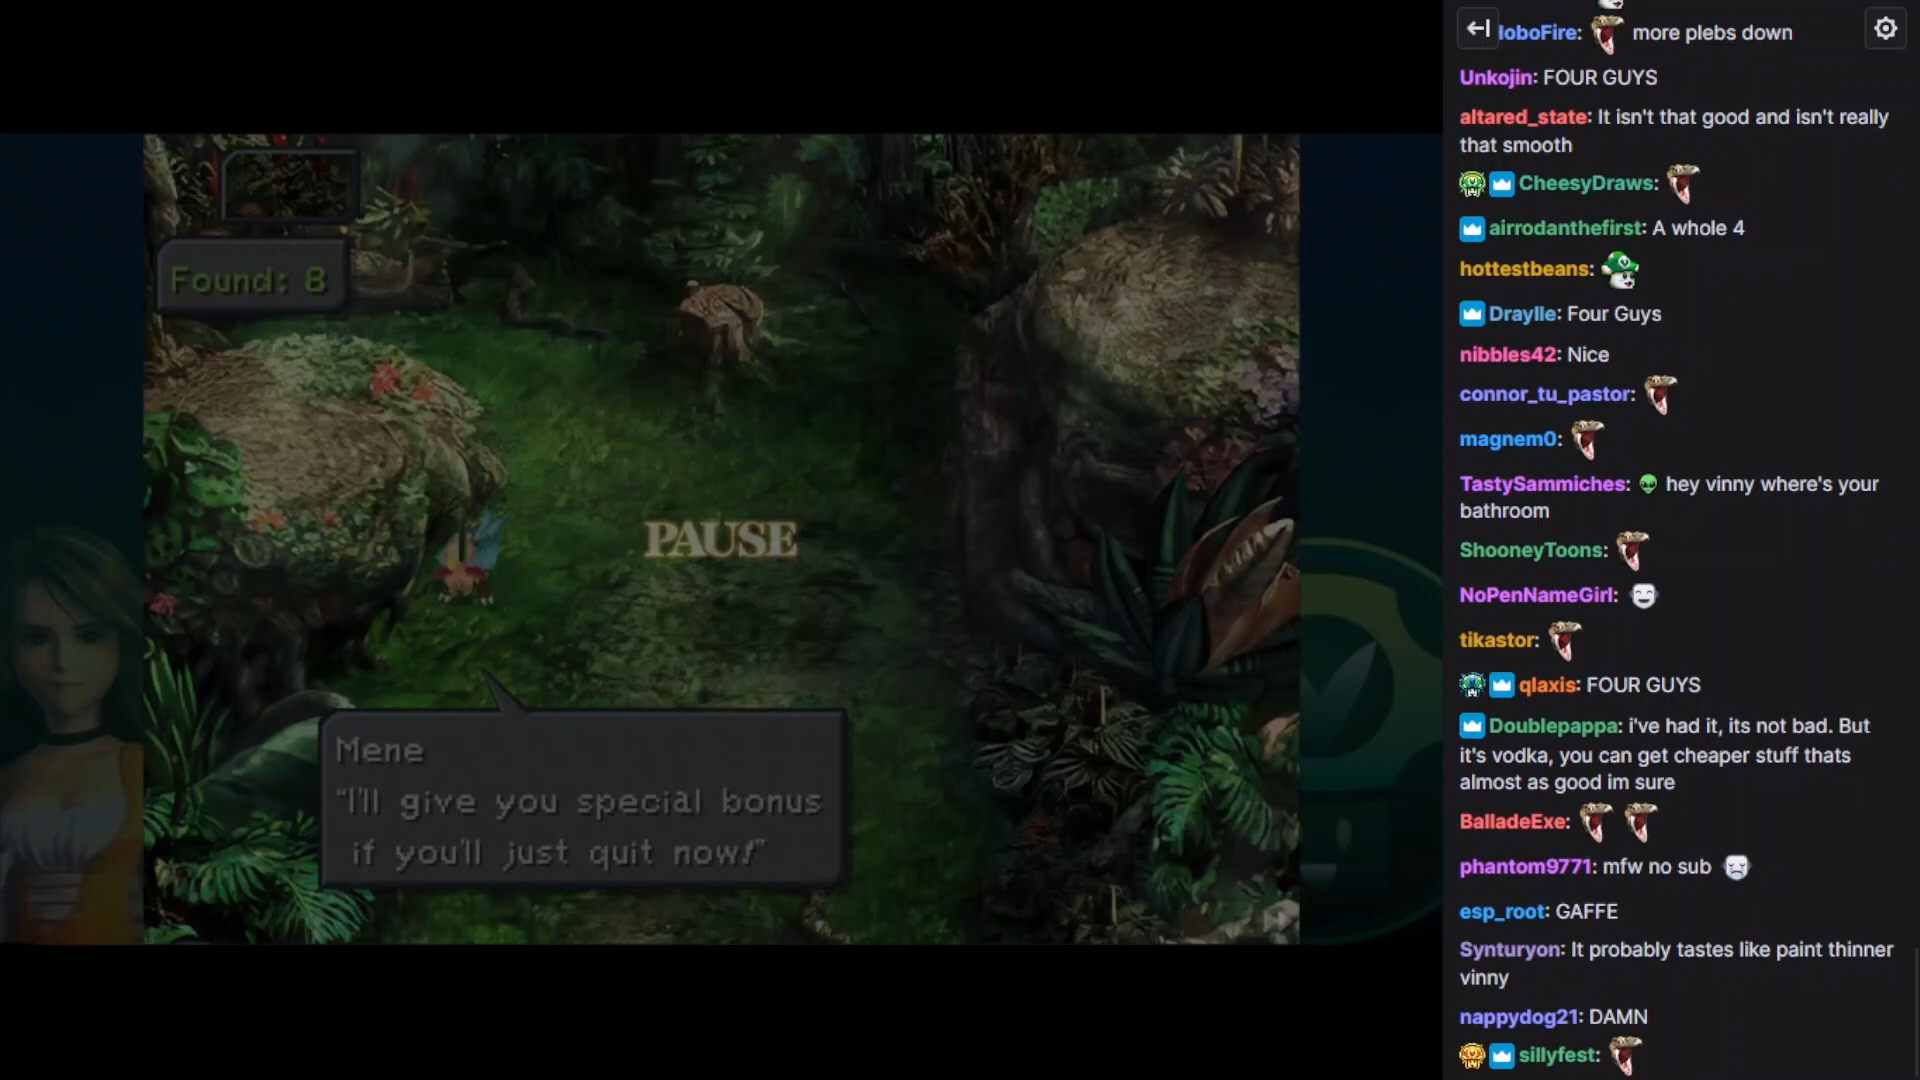 Found: 8
PAUSE
Mene
"I'll give you special bonus
if you'll just quit now!"
loboFire: more plebs down
Unkojin: FOUR GUYS
altared_state: It isn't that good and isn't really
that smooth
CheesyDraws:
airrodanthefirst: A whole 4
hottestbeans:
Draylle: Four Guys
nibbles42: Nice
connor_tu_pastor:
magnem0:
TastySammiches: 👽 hey vinny where's your
bathroom
ShooneyToons:
NoPenNameGirl:
tikastor:
qlaxis: FOUR GUYS
Doublepappa: i've had it, its not bad. But
it's vodka, you can get cheaper stuff thats
almost as good im sure
BalladeExe:
phantom9771: mfw no sub
esp_root: GAFFE
Synturyon: It probably tastes like paint thinner
vinny
nappydog21: DAMN
sillyfest: